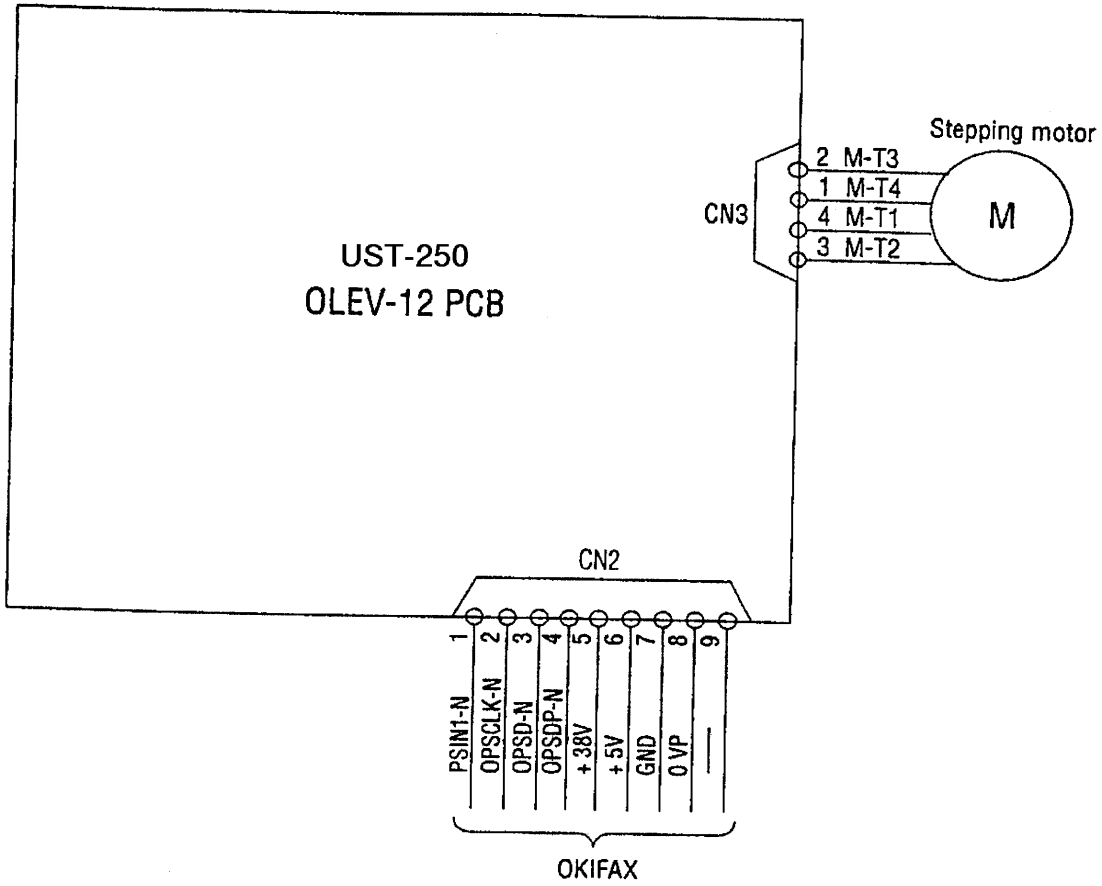 Stepping motor
2 M-T3
1 M-T4
4 M-T1
3 M-T2
CN3
M
UST-250
OLEV-12 PCB
CN2
1 PSIN1-N
2 OPSCLK-N
3 OPSD-N
4 OPSDP-N
5 +38V
6 +5V
7 GND
8 0 VP
9 —
OKIFAX